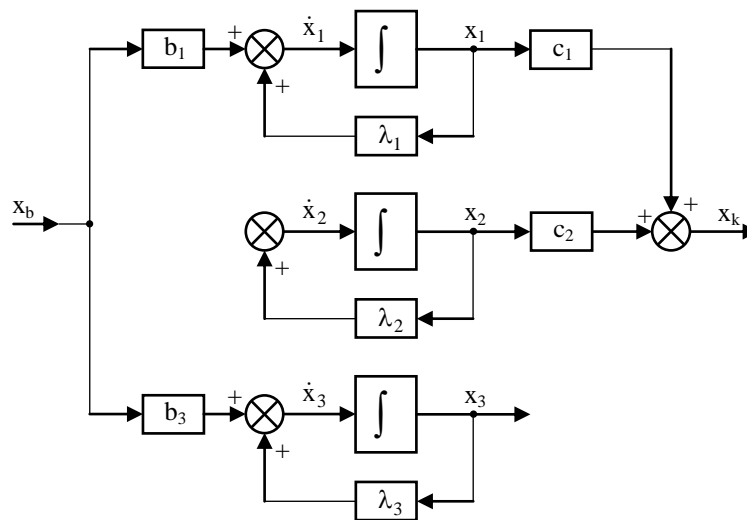 b₁ + + ẋ₁ ∫ x₁ c₁
λ₁
x_b
+ ẋ₂ ∫ x₂ c₂ + + x_k
λ₂
b₃ + + ẋ₃ ∫ x₃
λ₃